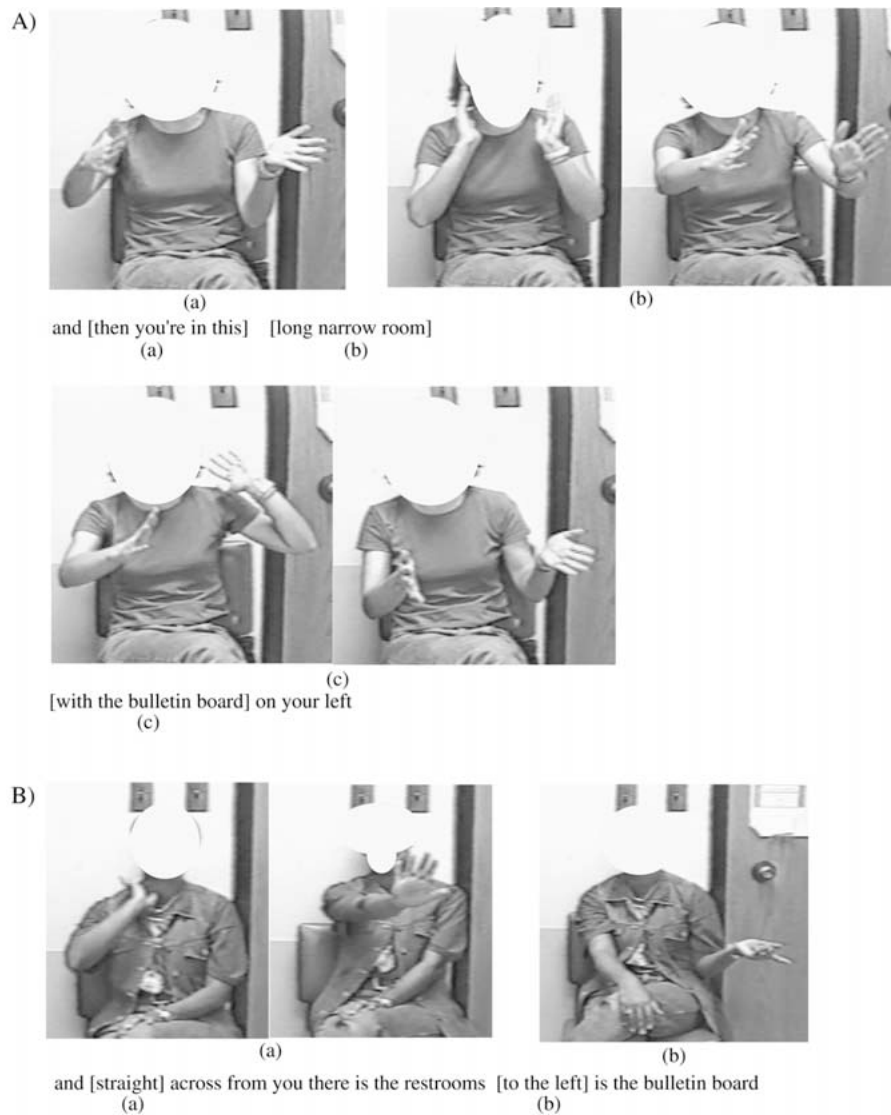 A)
(a) (b)
and [then you're in this] [long narrow room]
(a) (b)
(c)
[with the bulletin board] on your left
(c)
B)
(a) (b)
and [straight] across from you there is the restrooms [to the left] is the bulletin board
(a) (b)